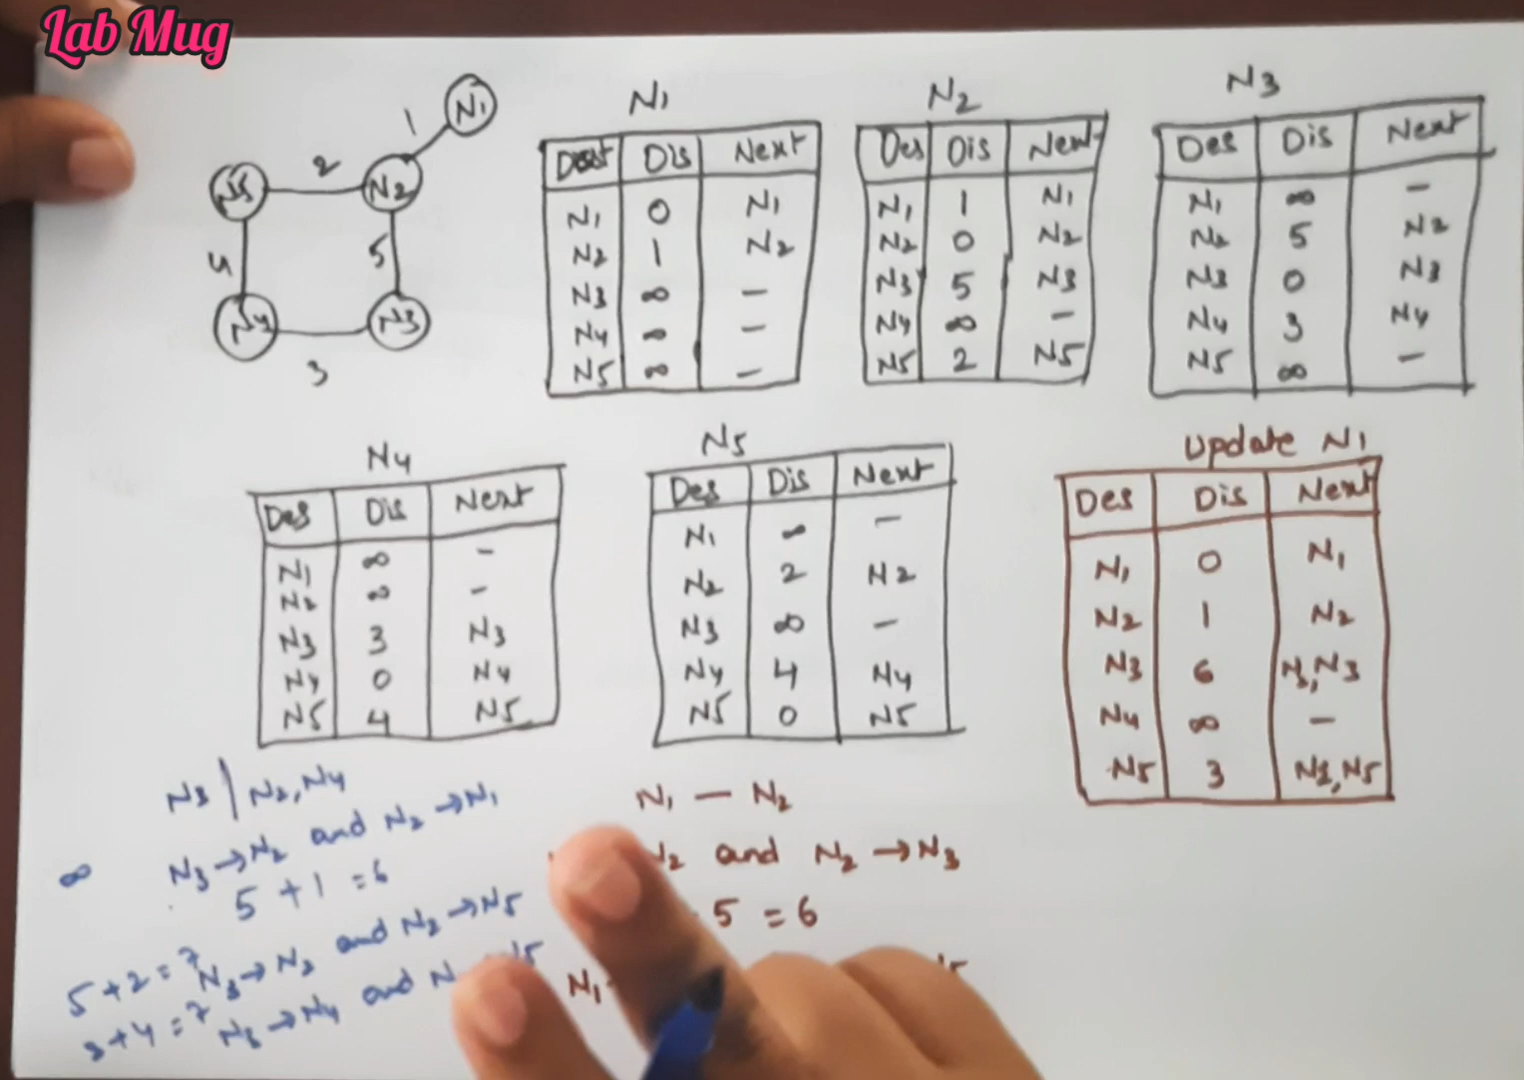 Lab Mug
N1
1
N5
2
N2
5
N4
3
N3
N1
Dest Dis Next
N1 0 N1
N2 1 N2
N3 ∞ -
N4 ∞ -
N5 ∞ -
N2
Des Dis Next
N1 1 N1
N2 0 N2
N3 5 N3
N4 ∞ -
N5 2 N5
N3
Des Dis Next
N1 ∞ -
N2 5 N2
N3 0 N3
N4 3 N4
N5 ∞ -
N4
Des Dis Next
N1 ∞ -
N2 ∞ -
N3 3 N3
N4 0 N4
N5 4 N5
N5
Des Dis Next
N1 ∞ -
N2 2 N2
N3 ∞ -
N4 4 N4
N5 0 N5
Update N1
Des Dis Next
N1 0 N1
N2 1 N2
N3 6 N2, N3
N4 ∞ -
N5 3 N2, N5
N3 | N2, N4
∞ N3 → N2 and N2 → N1
5 + 1 = 6
5 + 2 = 7 N3 → N2 and N2 → N5
3 + 4 = 7 N3 → N4 and N
N1 - N2
N2 and N2 → N3
5 = 6
N1